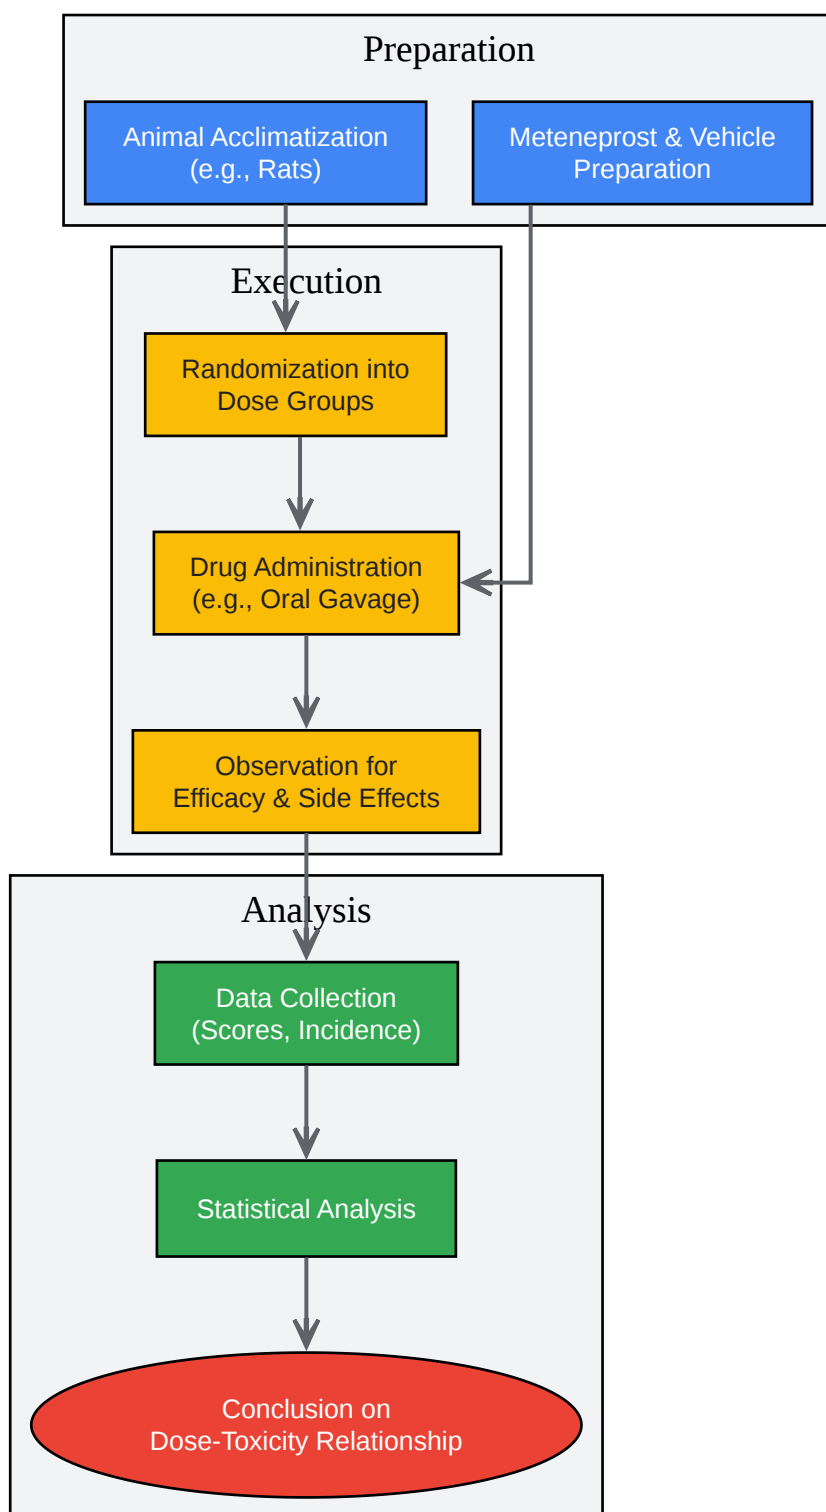 Preparation
Animal Acclimatization
(e.g., Rats)
Meteneprost & Vehicle
Preparation
Execution
Randomization into
Dose Groups
Drug Administration
(e.g., Oral Gavage)
Observation for
Efficacy & Side Effects
Analysis
Data Collection
(Scores, Incidence)
Statistical Analysis
Conclusion on
Dose-Toxicity Relationship